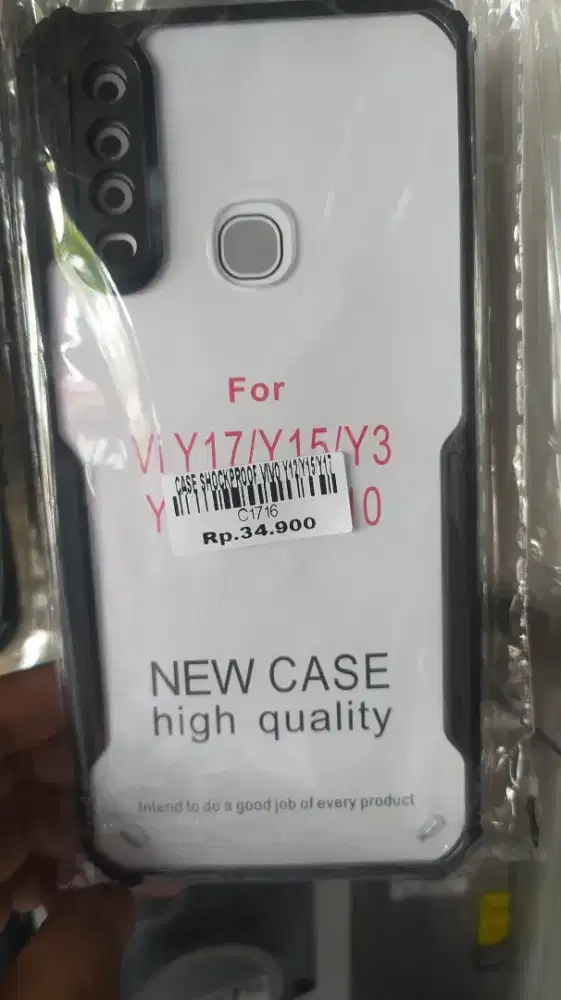 For
Vi Y17/Y15/Y3
CASE SHOCKPROOF VIVO Y12/Y15/Y17
C1716
Rp.34.900
NEW CASE
high quality
Intend to do a good job of every product